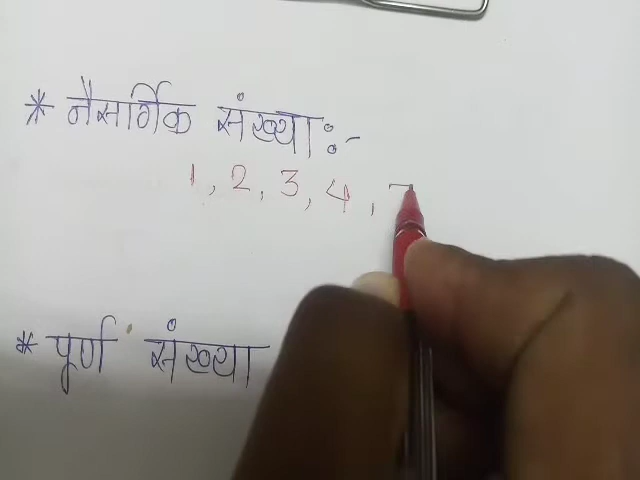 * नैसर्गिक संख्या :-
1, 2, 3, 4,
* पूर्ण संख्या